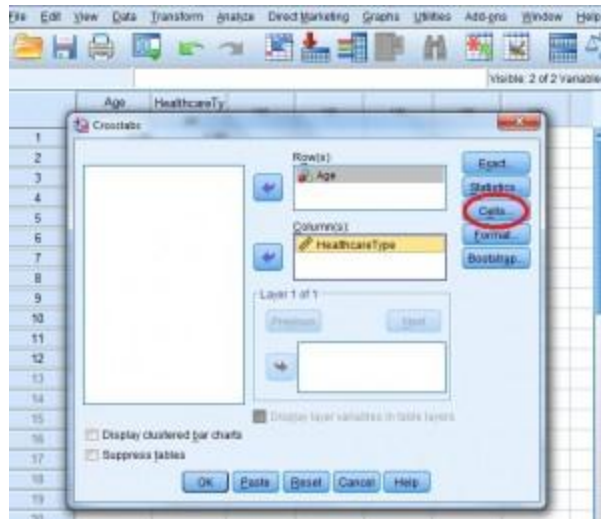 File Edit View Data Transform Analyze Direct Marketing Graphs Utilities Add-ons Window Help
Visible: 2 of 2 Variable
Age HealthcareTy
Crosstabs
1
2
3
4
5
6
7
8
9
10
11
12
13
14
15
16
17
18
19
20
Row(s):
Age
Column(s):
HealthcareType
Exact...
Statistics...
Cells...
Format...
Bootstrap...
Layer 1 of 1
Previous Next
Display layer variables in table layers
Display clustered bar charts
Suppress tables
OK Paste Reset Cancel Help